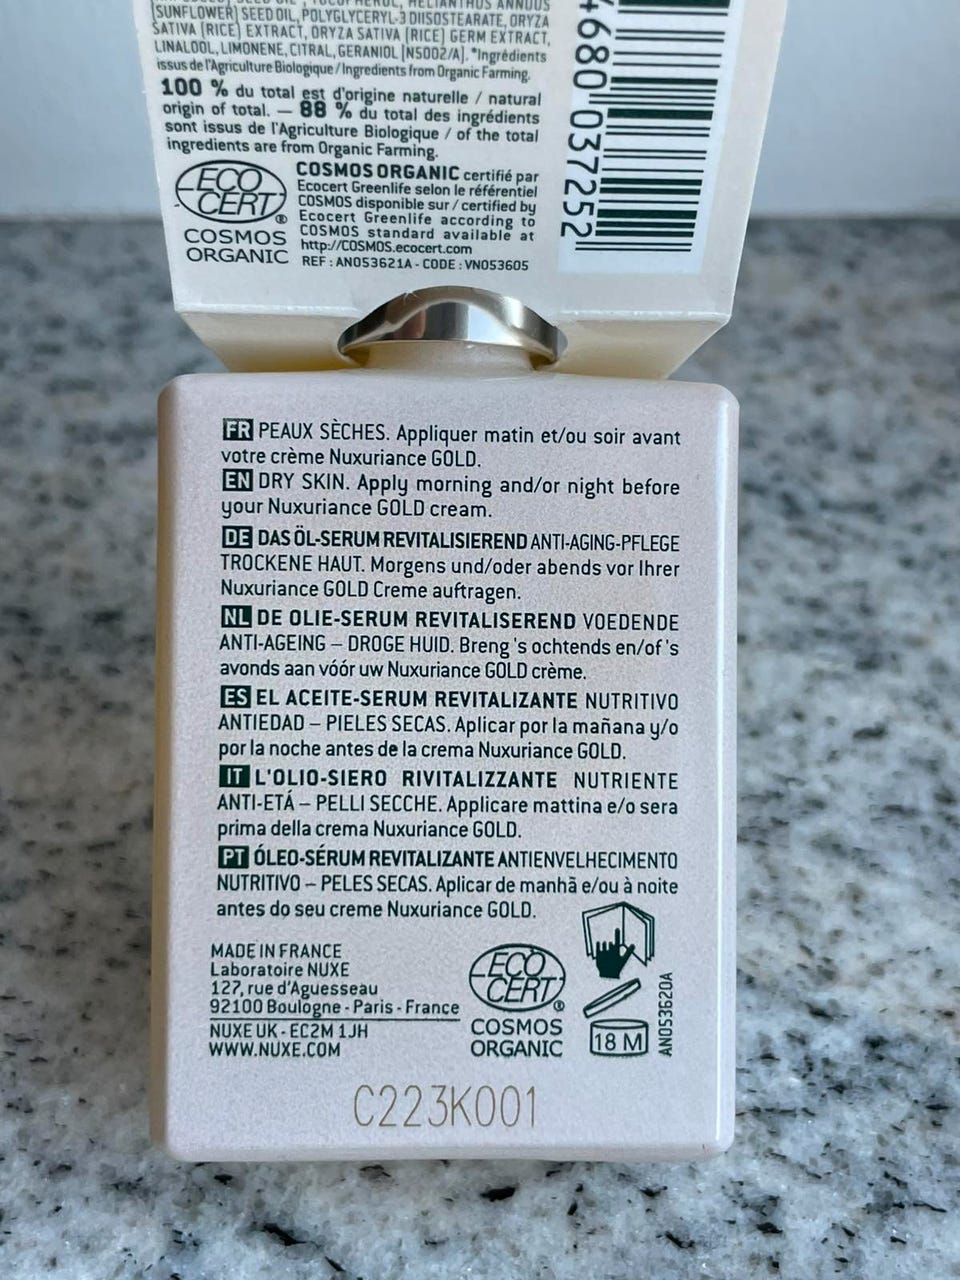 (SUNFLOWER) SEED OIL, POLYGLYCERYL-3 DIISOSTEARATE, ORYZA
SATIVA (RICE) EXTRACT, ORYZA SATIVA (RICE) GERM EXTRACT,
LINALOOL, LIMONENE, CITRAL, GERANIOL [N5002/A]. *Ingrédients
issus de l'Agriculture Biologique / Ingredients from Organic Farming.
100 % du total est d'origine naturelle / natural
origin of total. — 88 % du total des ingrédients
sont issus de l'Agriculture Biologique / of the total
ingredients are from Organic Farming.
ECO
CERT®
COSMOS
ORGANIC
COSMOS ORGANIC certifié par
Ecocert Greenlife selon le référentiel
COSMOS disponible sur / certified by
Ecocert Greenlife according to
COSMOS standard available at
http://COSMOS.ecocert.com
REF : AN053621A - CODE : VN053605
4680 037252
FR PEAUX SÈCHES. Appliquer matin et/ou soir avant
votre crème Nuxuriance GOLD.
EN DRY SKIN. Apply morning and/or night before
your Nuxuriance GOLD cream.
DE DAS ÖL-SERUM REVITALISIEREND ANTI-AGING-PFLEGE
TROCKENE HAUT. Morgens und/oder abends vor Ihrer
Nuxuriance GOLD Creme auftragen.
NL DE OLIE-SERUM REVITALISEREND VOEDENDE
ANTI-AGEING – DROGE HUID. Breng 's ochtends en/of 's
avonds aan vóór uw Nuxuriance GOLD crème.
ES EL ACEITE-SERUM REVITALIZANTE NUTRITIVO
ANTIEDAD – PIELES SECAS. Aplicar por la mañana y/o
por la noche antes de la crema Nuxuriance GOLD.
IT L'OLIO-SIERO RIVITALIZZANTE NUTRIENTE
ANTI-ETÁ – PELLI SECCHE. Applicare mattina e/o sera
prima della crema Nuxuriance GOLD.
PT ÓLEO-SÉRUM REVITALIZANTE ANTIENVELHECIMENTO
NUTRITIVO – PELES SECAS. Aplicar de manhã e/ou à noite
antes do seu creme Nuxuriance GOLD.
MADE IN FRANCE
Laboratoire NUXE
127, rue d'Aguesseau
92100 Boulogne - Paris - France
NUXE UK - EC2M 1JH
WWW.NUXE.COM
ECO
CERT®
COSMOS
ORGANIC
18 M
AN053620A
C223K001